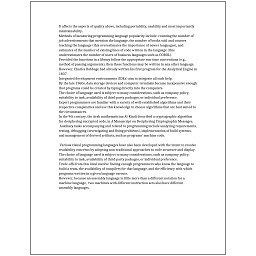 It affects the aspects of quality above, including portability, usability and most importantly
maintainability.
Methods of measuring programming language popularity include: counting the number of
job advertisements that mention the language, the number of books sold and courses
teaching the language (this overestimates the importance of newer languages), and
estimates of the number of existing lines of code written in the language (this
underestimates the number of users of business languages such as COBOL).
Provided the functions in a library follow the appropriate run-time conventions (e.g.,
method of passing arguments), then these functions may be written in any other language.
However, Charles Babbage had already written his first program for the Analytical Engine in
1837.
Integrated development environments (IDEs) aim to integrate all such help.
By the late 1960s, data storage devices and computer terminals became inexpensive enough
that programs could be created by typing directly into the computers.
The choice of language used is subject to many considerations, such as company policy,
suitability to task, availability of third-party packages, or individual preference.
Expert programmers are familiar with a variety of well-established algorithms and their
respective complexities and use this knowledge to choose algorithms that are best suited to
the circumstances.
In the 9th century, the Arab mathematician Al-Kindi described a cryptographic algorithm
for deciphering encrypted code, in A Manuscript on Deciphering Cryptographic Messages.
Auxiliary tasks accompanying and related to programming include analyzing requirements,
testing, debugging (investigating and fixing problems), implementation of build systems,
and management of derived artifacts, such as programs' machine code.
Various visual programming languages have also been developed with the intent to resolve
readability concerns by adopting non-traditional approaches to code structure and display.
The choice of language used is subject to many considerations, such as company policy,
suitability to task, availability of third-party packages, or individual preference.
Trade-offs from this ideal involve finding enough programmers who know the language to
build a team, the availability of compilers for that language, and the efficiency with which
programs written in a given language execute.
However, because an assembly language is little more than a different notation for a
machine language, two machines with different instruction sets also have different
assembly languages.